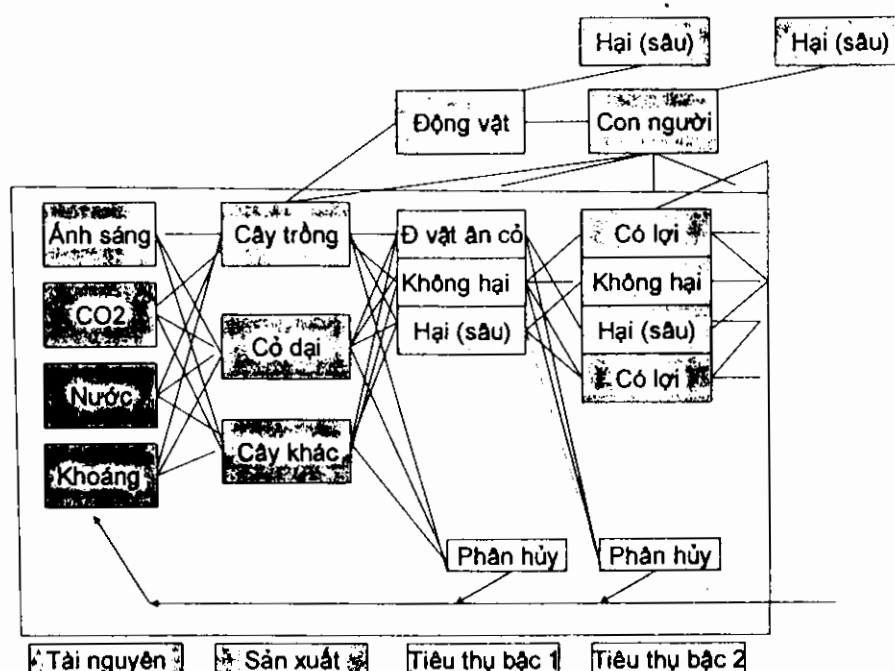 Hại (sâu) Hại (sâu)
Động vật Con người
Ánh sáng Cây trồng Đ vật ăn cỏ Có lợi
CO2 Không hại Không hại
Cỏ dại Hại (sâu) Hại (sâu)
Nước Có lợi
Khoáng Cây khác
Phân hủy Phân hủy
Tài nguyên Sản xuất Tiêu thụ bậc 1 Tiêu thụ bậc 2